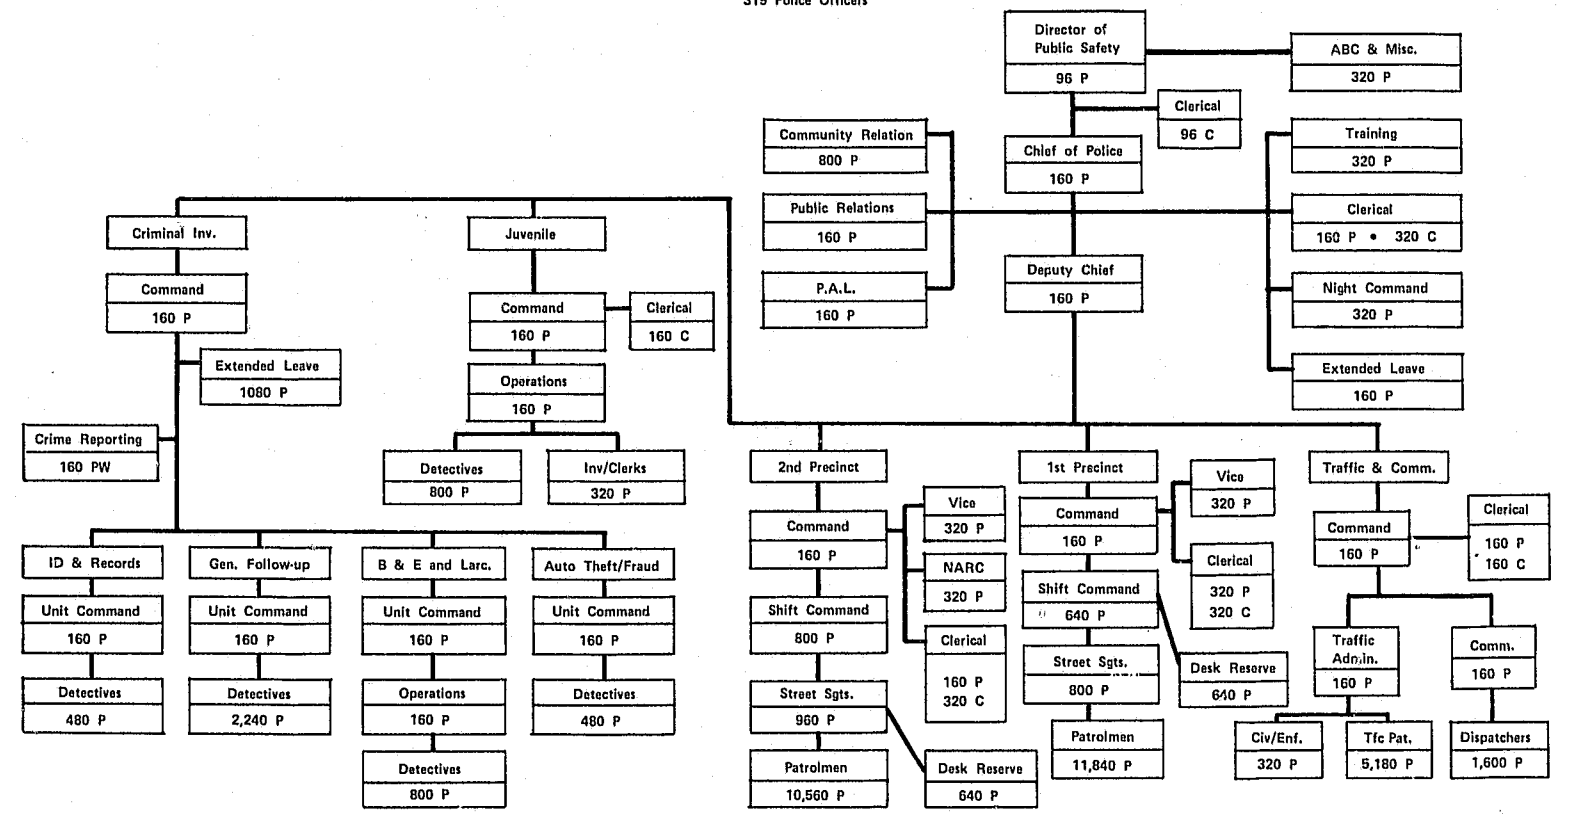 319 Police Officers
Director of
Public Safety
96 P
ABC & Misc.
320 P
Clerical
96 C
Community Relation
800 P
Chief of Police
160 P
Training
320 P
Public Relations
160 P
Clerical
160 P • 320 C
P.A.L.
160 P
Deputy Chief
160 P
Night Command
320 P
Extended Leave
160 P
Criminal Inv.
Command
160 P
Extended Leave
1080 P
Crime Reporting
160 PW
Juvenile
Command
160 P
Clerical
160 C
Operations
160 P
Detectives
800 P
Inv/Clerks
320 P
ID & Records
Unit Command
160 P
Detectives
480 P
Gen. Follow-up
Unit Command
160 P
Detectives
2,240 P
B & E and Larc.
Unit Command
160 P
Operations
160 P
Detectives
800 P
Auto Theft/Fraud
Unit Command
160 P
Detectives
480 P
2nd Precinct
Command
160 P
Vice
320 P
NARC
320 P
Clerical
160 P
320 C
Shift Command
800 P
Street Sgts.
960 P
Patrolmen
10,560 P
Desk Reserve
640 P
1st Precinct
Command
160 P
Vice
320 P
Clerical
320 P
320 C
Shift Command
640 P
Street Sgts.
800 P
Desk Reserve
640 P
Patrolmen
11,840 P
Traffic & Comm.
Command
160 P
Clerical
160 P
160 C
Traffic
Admin.
160 P
Comm.
160 P
Civ/Enf.
320 P
Tfc Pat.
5,180 P
Dispatchers
1,600 P